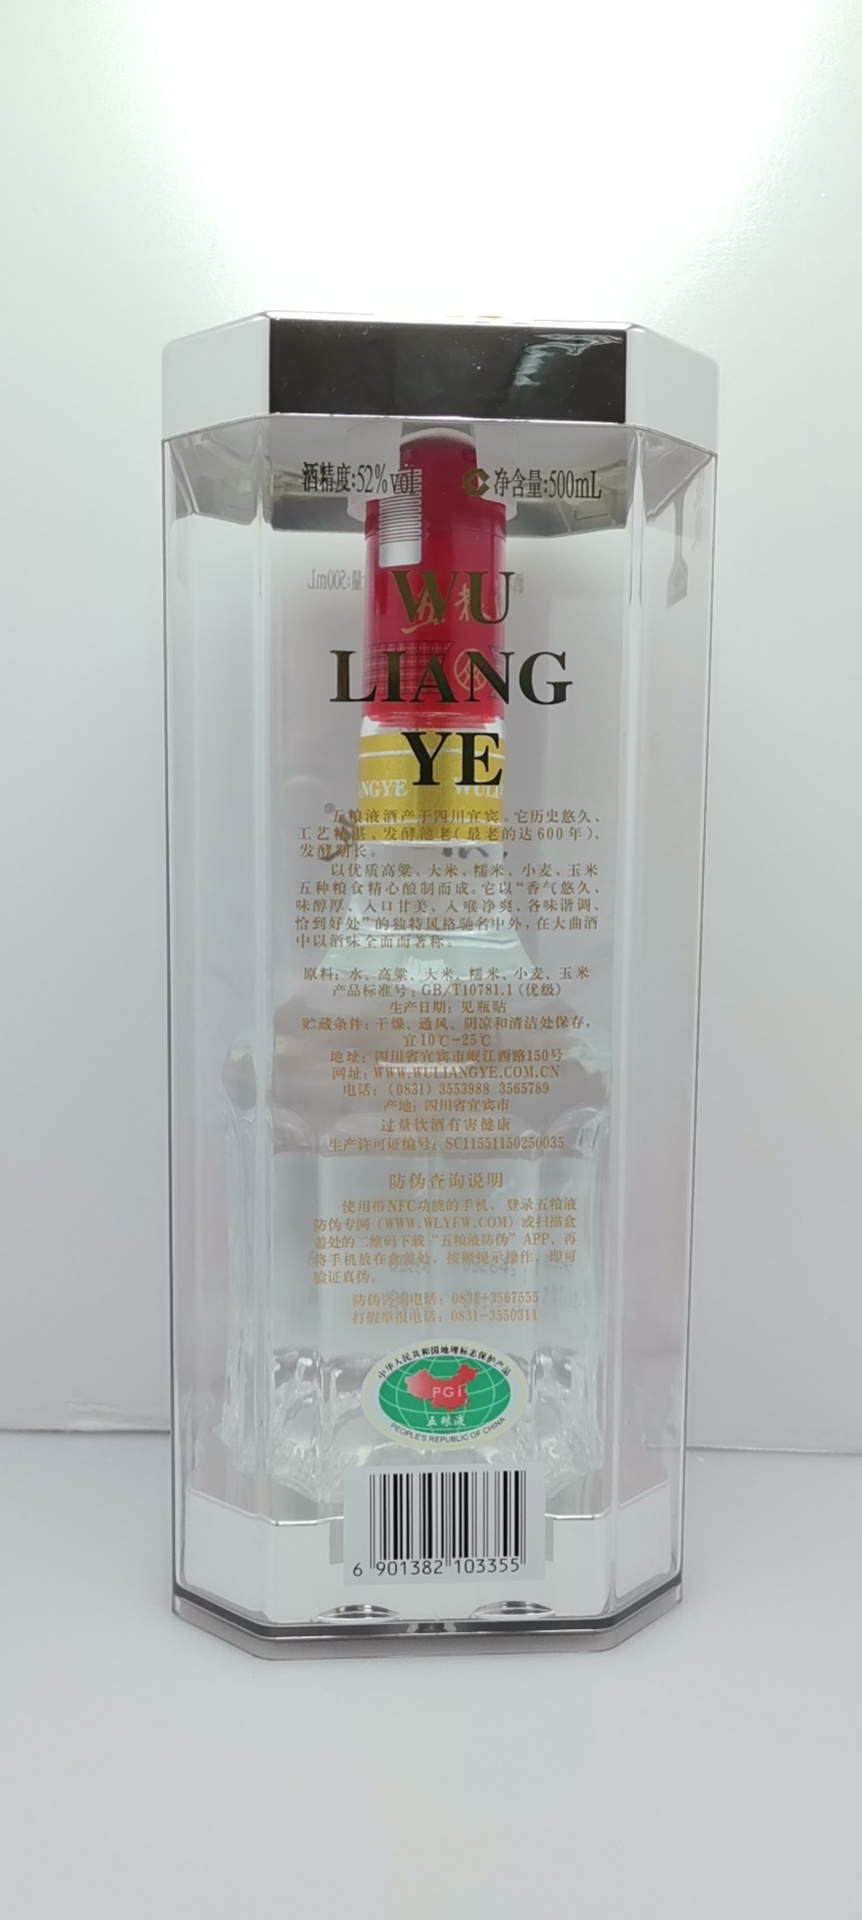 酒精度:52%vol
净含量:500mL
WU
LIANG
YE
NGYE WULI
五粮液酒产于四川宜宾。它历史悠久、
工艺精湛、发酵池老(最老的达600年)、
发酵期长。
以优质高粱、大米、糯米、小麦、玉米
五种粮食精心酿制而成。它以“香气悠久、
味醇厚、入口甘美、入喉净爽、各味谐调、
恰到好处”的独特风格驰名中外,在大曲酒
中以酒味全面而著称。
原料:水、高粱、大米、糯米、小麦、玉米
产品标准号:GB/T10781.1(优级)
生产日期:见瓶贴
贮藏条件:干燥、通风、阴凉和清洁处保存,
宜10℃-25℃
地址:四川省宜宾市岷江西路150号
网址:WWW.WULIANGYE.COM.CN
电话:(0831)3553988 3565789
产地:四川省宜宾市
过量饮酒有害健康
生产许可证编号:SC11551150250035
防伪查询说明
使用带NFC功能的手机,登录五粮液
防伪专网(WWW.WLYFW.COM)或扫描盒
盖处的二维码下载“五粮液防伪”APP,再
将手机放在盒盖处,按照提示操作,即可
验证真伪。
防伪咨询电话:0831-3567555
打假举报电话:0831-3550311
中华人民共和国地理标志保护产品
PGI
五粮液
PEOPLE'S REPUBLIC OF CHINA
6 901382 103355